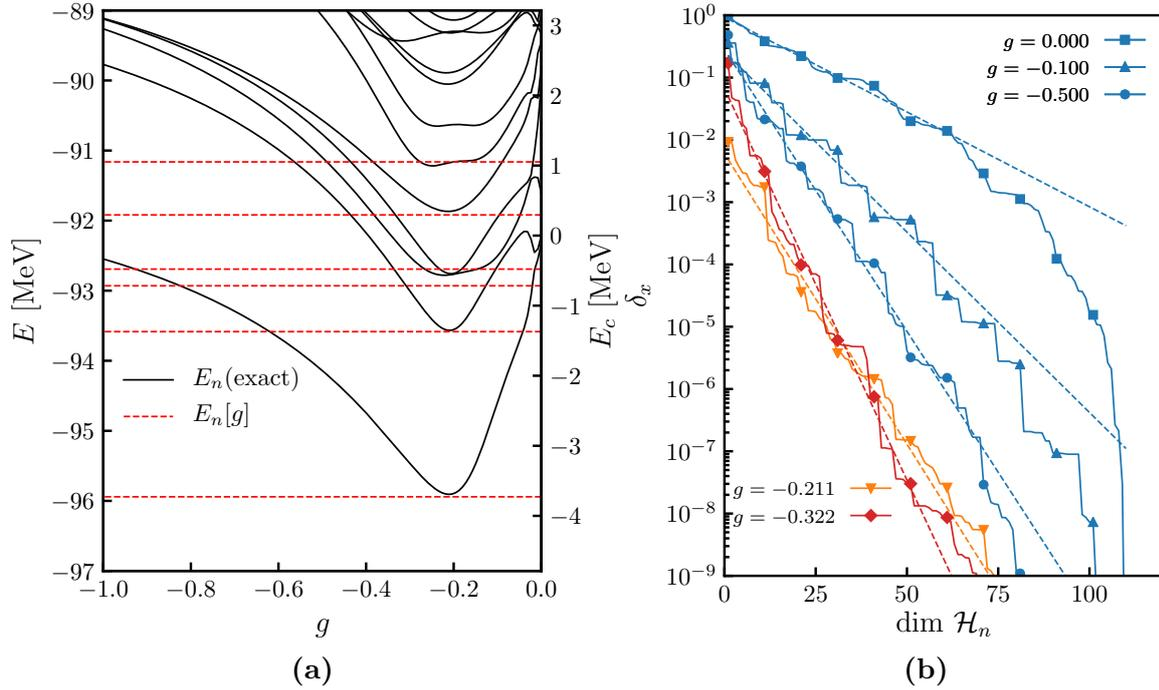 −89
−90
−91
−92
−93
−94
−95
−96
−97
E [MeV]
−1.0
−0.8
−0.6
−0.4
−0.2
0.0
g
3
2
1
0
−1
−2
−3
−4
E_c [MeV]
E_n(exact)
E_n[g]
(a)
10^0
10^{-1}
10^{-2}
10^{-3}
10^{-4}
10^{-5}
10^{-6}
10^{-7}
10^{-8}
10^{-9}
δ_x
g = 0.000
g = −0.100
g = −0.500
g = −0.211
g = −0.322
0
25
50
75
100
dim ℋ_n
(b)